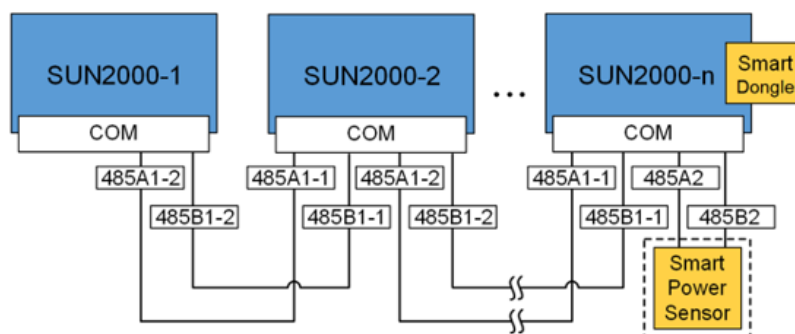 SUN2000-1
SUN2000-2
...
SUN2000-n
Smart
Dongle
COM
COM
COM
485A1-2
485A1-1
485A1-2
485A1-1
485A2
485B1-2
485B1-1
485B1-2
485B1-1
485B2
Smart
Power
Sensor